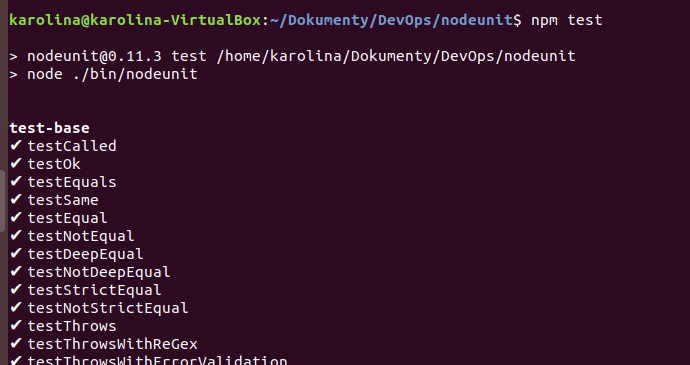 karolina@karolina-VirtualBox:~/Dokumenty/DevOps/nodeunit$ npm test
> nodeunit@0.11.3 test /home/karolina/Dokumenty/DevOps/nodeunit
> node ./bin/nodeunit
test-base
✔ testCalled
✔ testOk
✔ testEquals
✔ testSame
✔ testEqual
✔ testNotEqual
✔ testDeepEqual
✔ testNotDeepEqual
✔ testStrictEqual
✔ testNotStrictEqual
✔ testThrows
✔ testThrowsWithReGex
✔ testThrowsWithErrorValidation